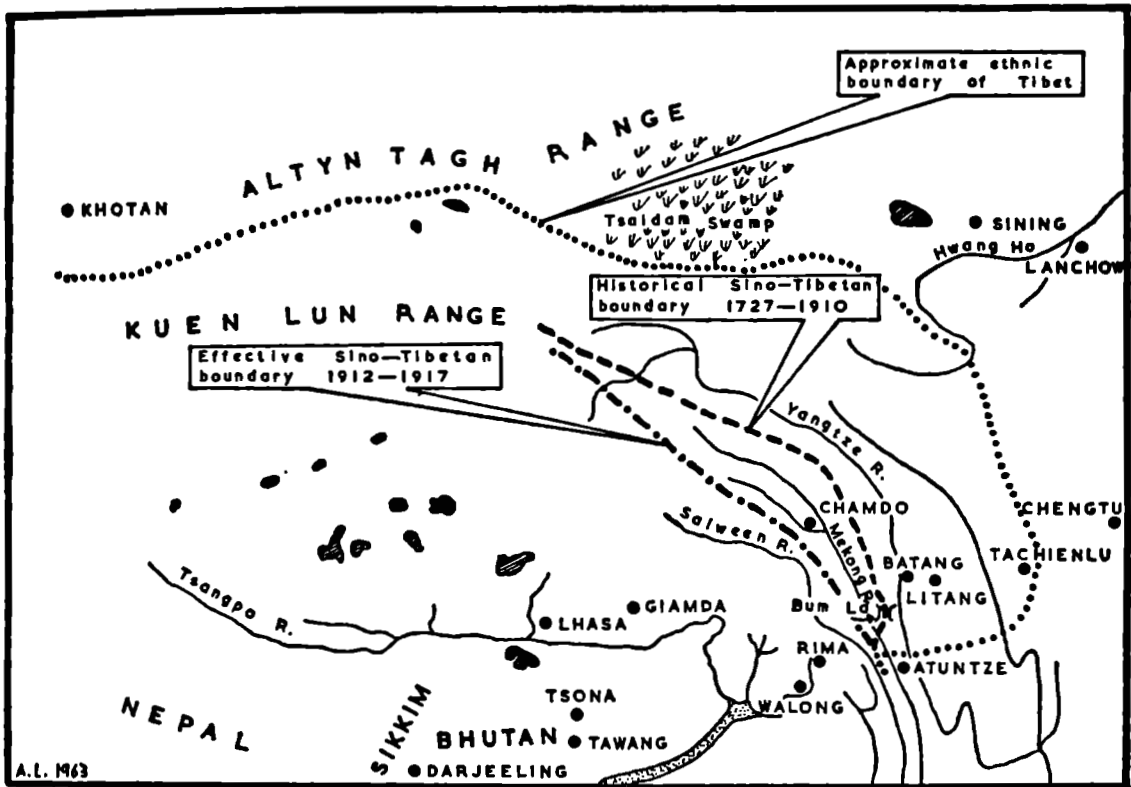 Approximate ethnic
boundary of Tibet
ALTYN TAGH RANGE
KHOTAN
Tsaidam Swamp
SINING
Hwang Ho
LANCHOW
Historical Sino-Tibetan
boundary 1727-1910
KUEN LUN RANGE
Effective Sino-Tibetan
boundary 1912-1917
Yangtze R.
CHAMDO
CHENGTU
Salween R.
Mekong R.
TACHIENLU
BATANG
LITANG
Tsangpo R.
Bum La
GIAMDA
LHASA
RIMA
ATUNTZE
WALONG
TSONA
NEPAL
SIKKIM
BHUTAN
TAWANG
DARJEELING
A.L. 1963